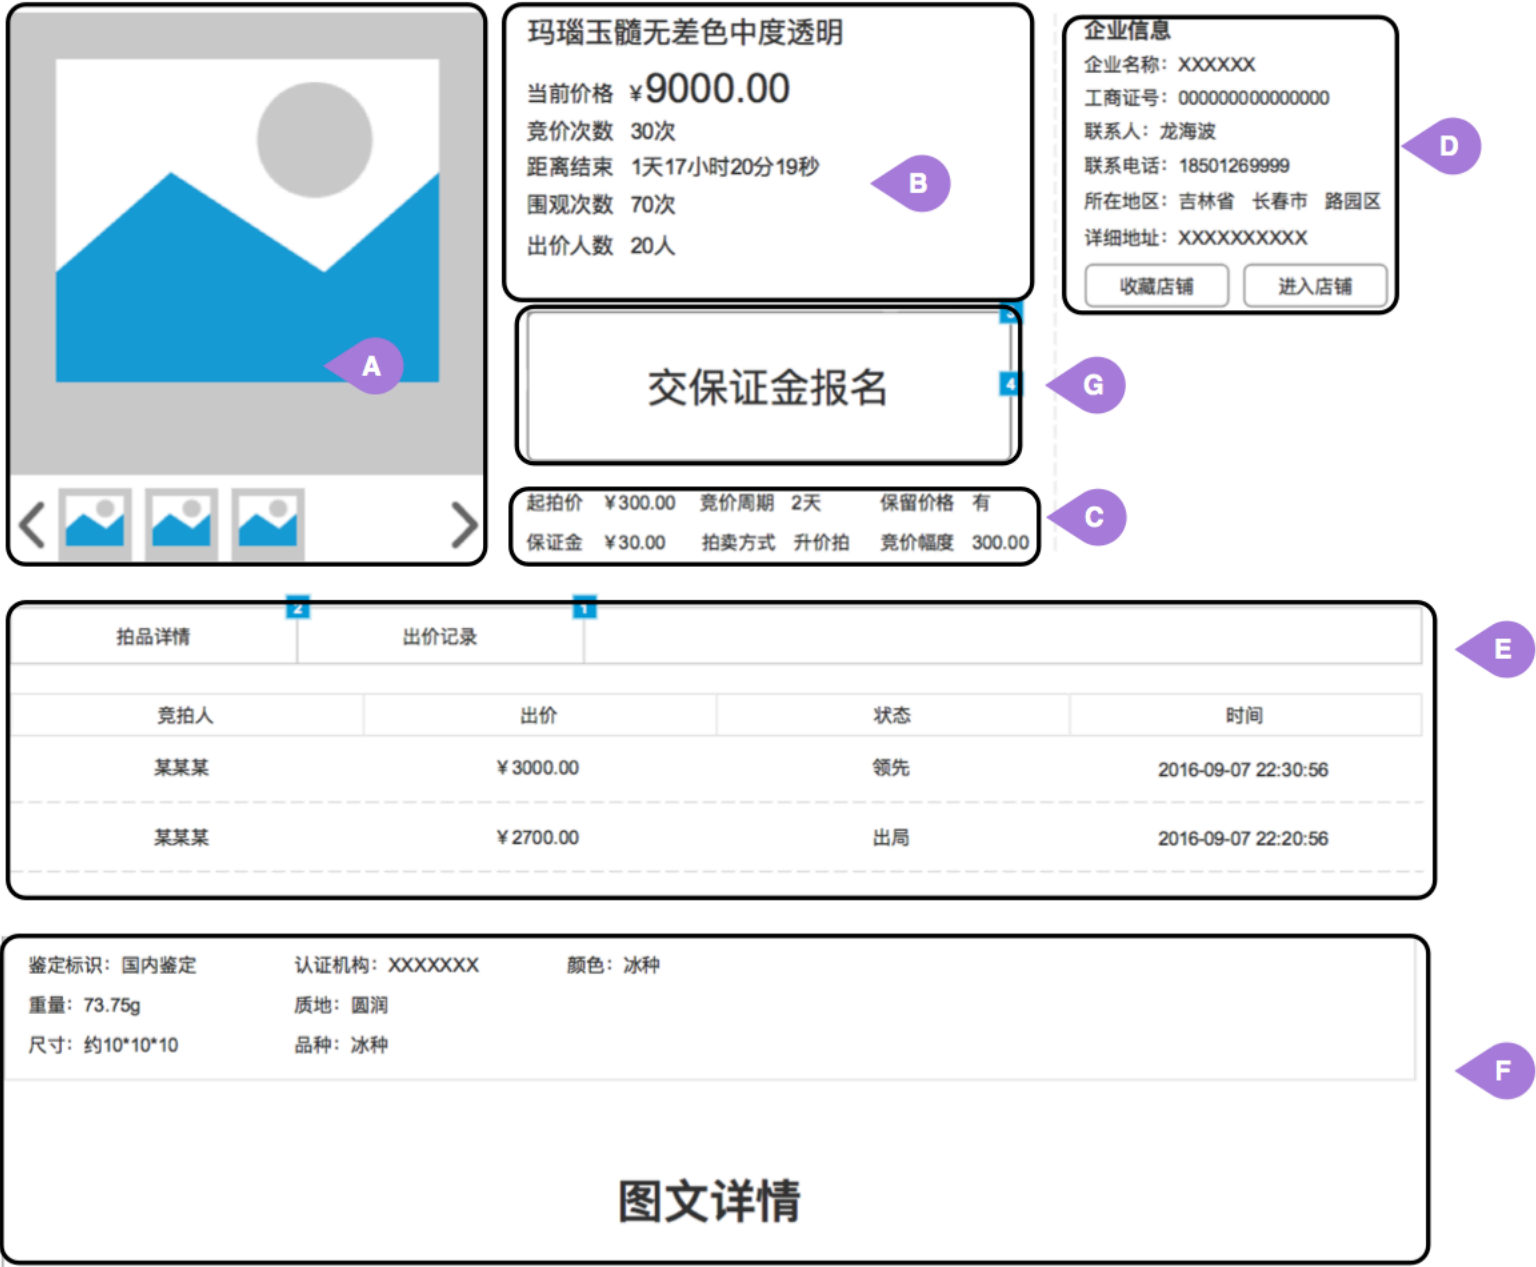 玛瑙玉髓无差色中度透明
当前价格 ¥9000.00
竞价次数 30次
距离结束 1天17小时20分19秒
围观次数 70次
出价人数 20人
B
A
企业信息
企业名称：XXXXXX
工商证号：000000000000000
联系人：龙海波
联系电话：18501269999
所在地区：吉林省 长春市 路园区
详细地址：XXXXXXXXXX
收藏店铺 进入店铺
D
3
交保证金报名
4
G
起拍价 ¥300.00 竞价周期 2天 保留价格 有
保证金 ¥30.00 拍卖方式 升价拍 竞价幅度 300.00
C
2 1
拍品详情 出价记录
E
竞拍人 出价 状态 时间
某某某 ¥3000.00 领先 2016-09-07 22:30:56
某某某 ¥2700.00 出局 2016-09-07 22:20:56
鉴定标识：国内鉴定 认证机构：XXXXXXX 颜色：冰种
重量：73.75g 质地：圆润
尺寸：约10*10*10 品种：冰种
F
图文详情